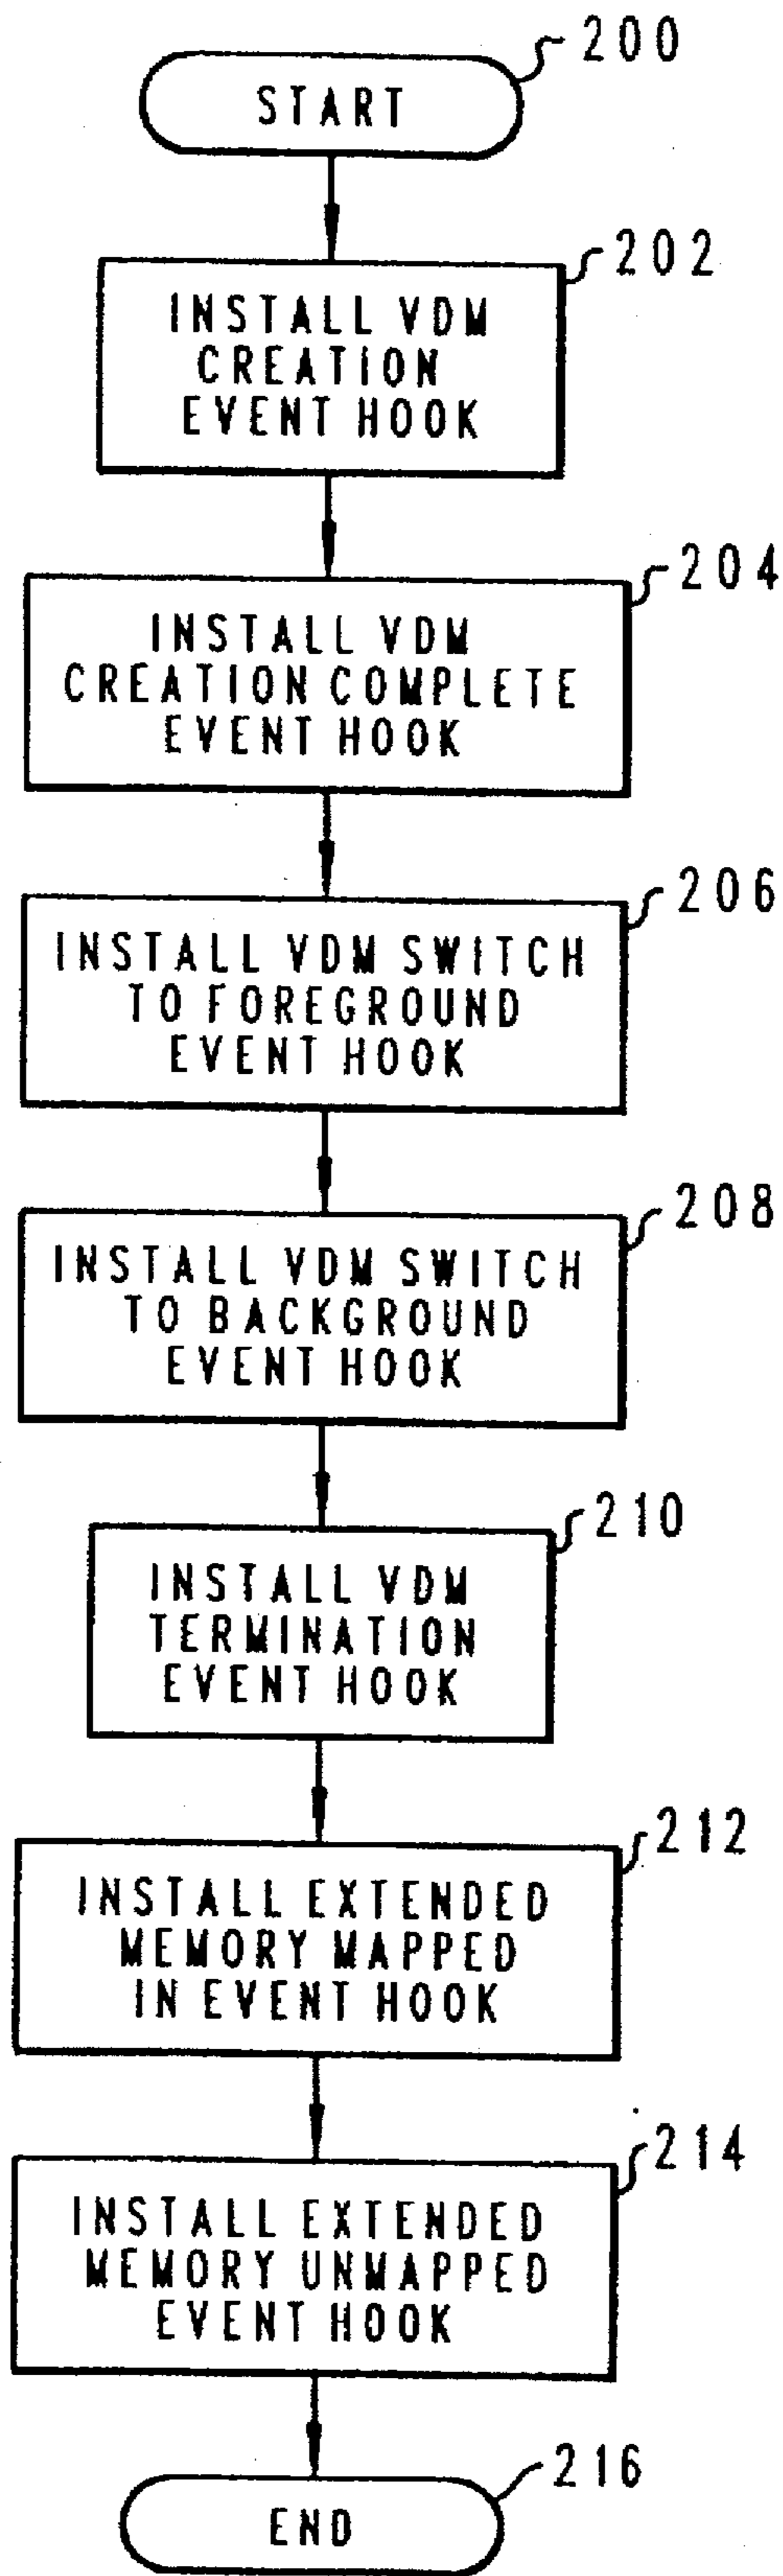 200
START
202
INSTALL VDM
CREATION
EVENT HOOK
204
INSTALL VDM
CREATION COMPLETE
EVENT HOOK
206
INSTALL VDM SWITCH
TO FOREGROUND
EVENT HOOK
208
INSTALL VDM SWITCH
TO BACKGROUND
EVENT HOOK
210
INSTALL VDM
TERMINATION
EVENT HOOK
212
INSTALL EXTENDED
MEMORY MAPPED
IN EVENT HOOK
214
INSTALL EXTENDED
MEMORY UNMAPPED
EVENT HOOK
216
END